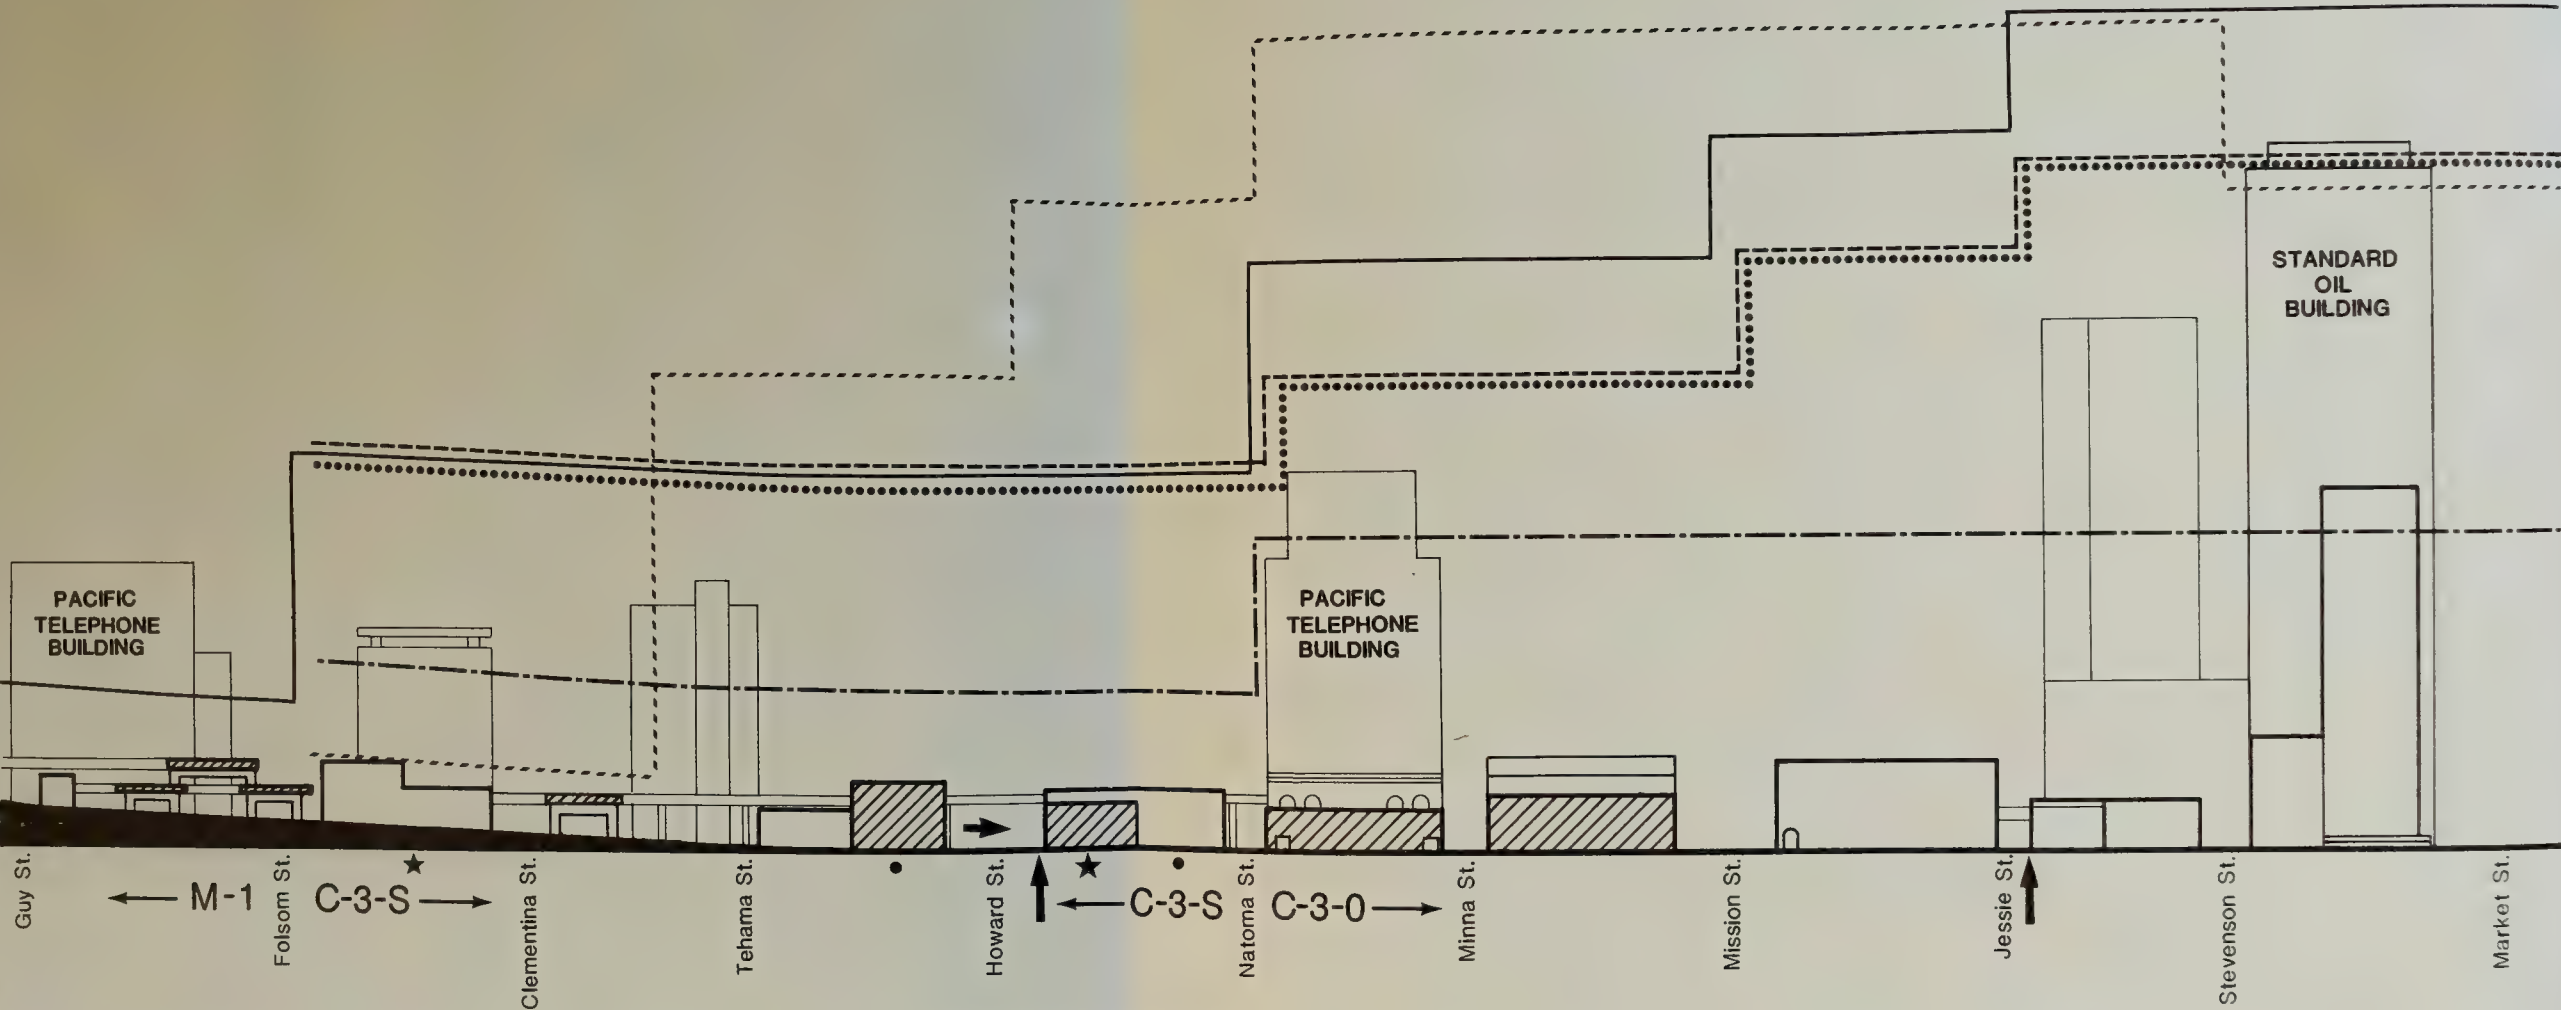 STANDARD
OIL
BUILDING
PACIFIC
TELEPHONE
BUILDING
PACIFIC
TELEPHONE
BUILDING
M-1
C-3-S
C-3-S
C-3-O
Guy St.
Folsom St.
Clementina St.
Tehama St.
Howard St.
Natoma St.
Minna St.
Mission St.
Jessie St.
Stevenson St.
Market St.